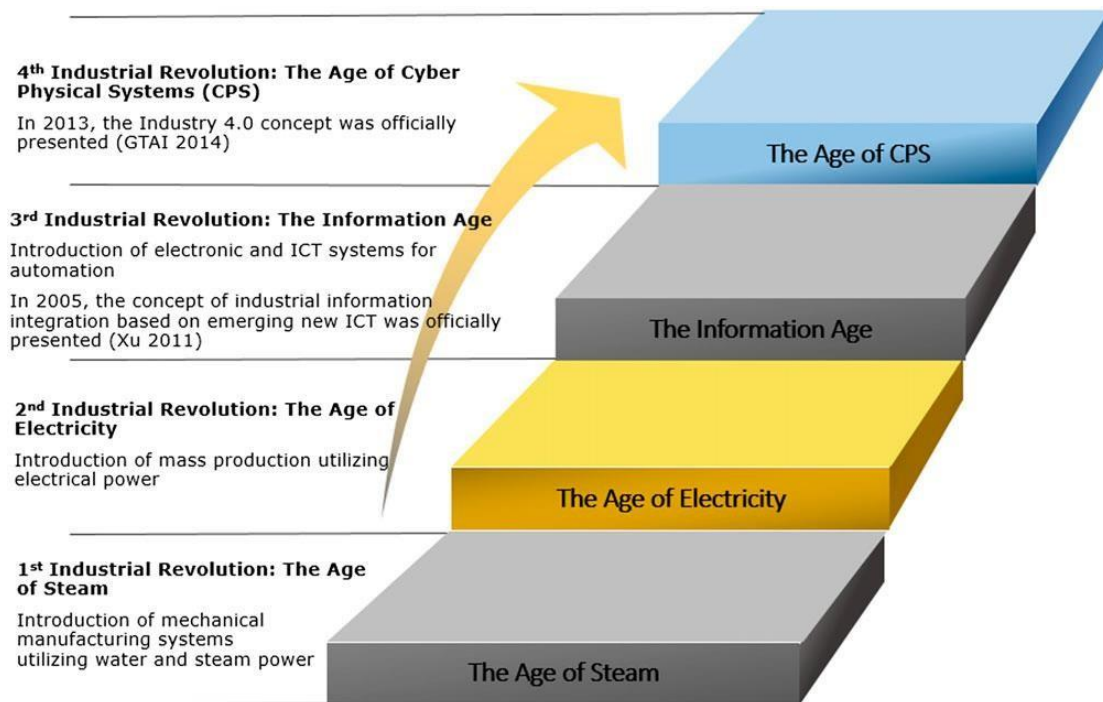 4th Industrial Revolution: The Age of Cyber
Physical Systems (CPS)
In 2013, the Industry 4.0 concept was officially
presented (GTAI 2014)
The Age of CPS
3rd Industrial Revolution: The Information Age
Introduction of electronic and ICT systems for
automation
In 2005, the concept of industrial information
integration based on emerging new ICT was officially
presented (Xu 2011)
The Information Age
2nd Industrial Revolution: The Age of
Electricity
Introduction of mass production utilizing
electrical power
The Age of Electricity
1st Industrial Revolution: The Age
of Steam
Introduction of mechanical
manufacturing systems
utilizing water and steam power
The Age of Steam